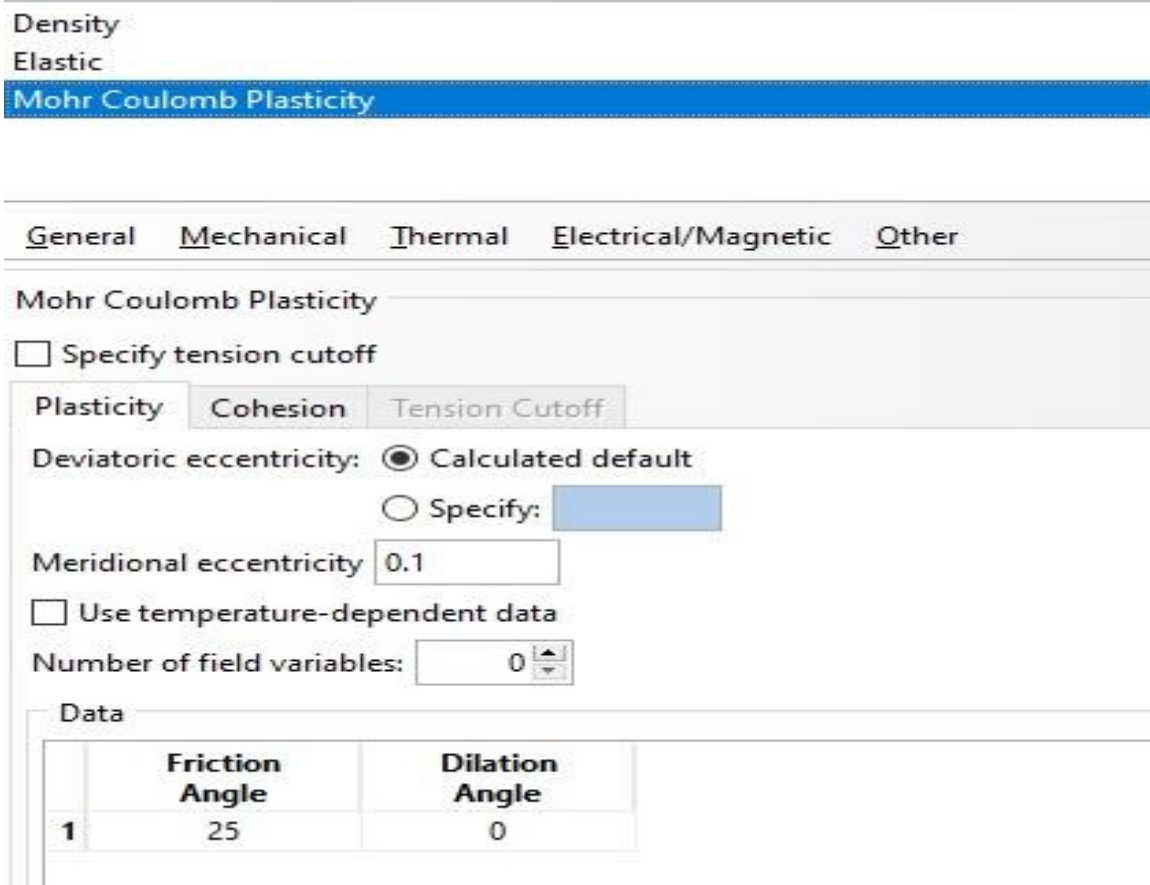 Density
Elastic
Mohr Coulomb Plasticity
General Mechanical Thermal Electrical/Magnetic Other
Mohr Coulomb Plasticity
Specify tension cutoff
Plasticity Cohesion Tension Cutoff
Deviatoric eccentricity: Calculated default
Specify:
Meridional eccentricity 0.1
Use temperature-dependent data
Number of field variables: 0
Data
Friction Dilation
Angle Angle
1 25 0